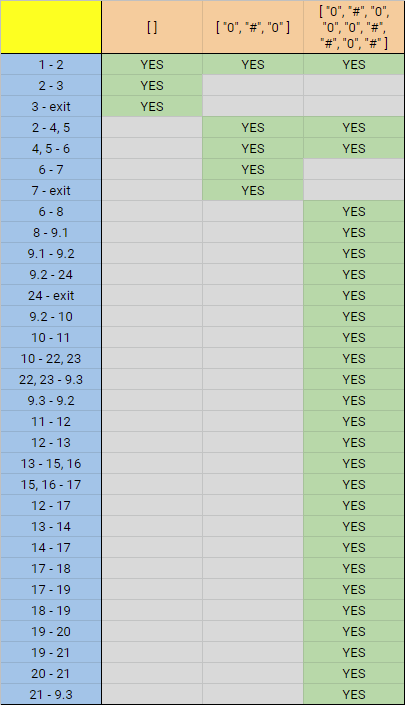 [ ] [ "0", "#", "0" ] [ "0", "#", "0",
"0", "0", "#",
"#", "0", "#" ]
1 - 2 YES YES YES
2 - 3 YES
3 - exit YES
2 - 4, 5 YES YES
4, 5 - 6 YES YES
6 - 7 YES
7 - exit YES
6 - 8 YES
8 - 9.1 YES
9.1 - 9.2 YES
9.2 - 24 YES
24 - exit YES
9.2 - 10 YES
10 - 11 YES
10 - 22, 23 YES
22, 23 - 9.3 YES
9.3 - 9.2 YES
11 - 12 YES
12 - 13 YES
13 - 15, 16 YES
15, 16 - 17 YES
12 - 17 YES
13 - 14 YES
14 - 17 YES
17 - 18 YES
17 - 19 YES
18 - 19 YES
19 - 20 YES
19 - 21 YES
20 - 21 YES
21 - 9.3 YES